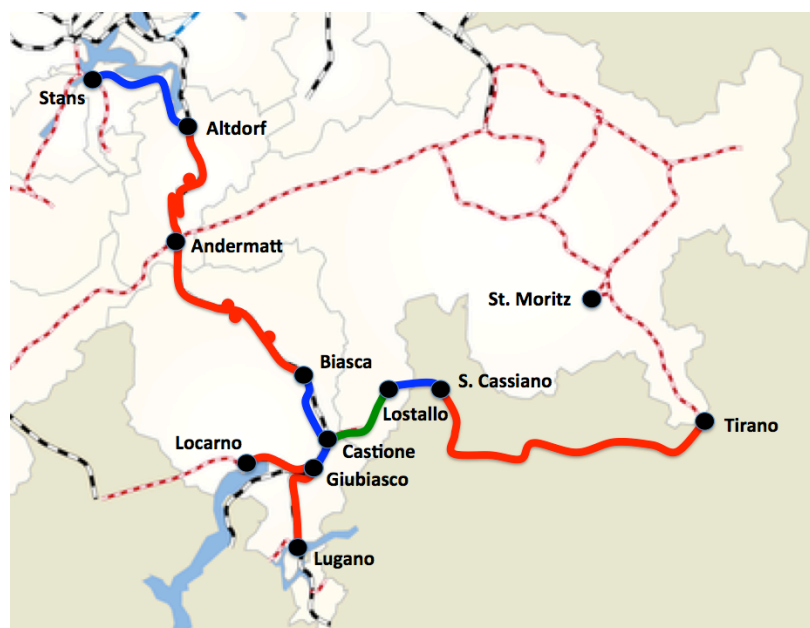 Stans
Altdorf
Andermatt
St. Moritz
Biasca
S. Cassiano
Lostallo
Tirano
Locarno
Castione
Giubiasco
Lugano